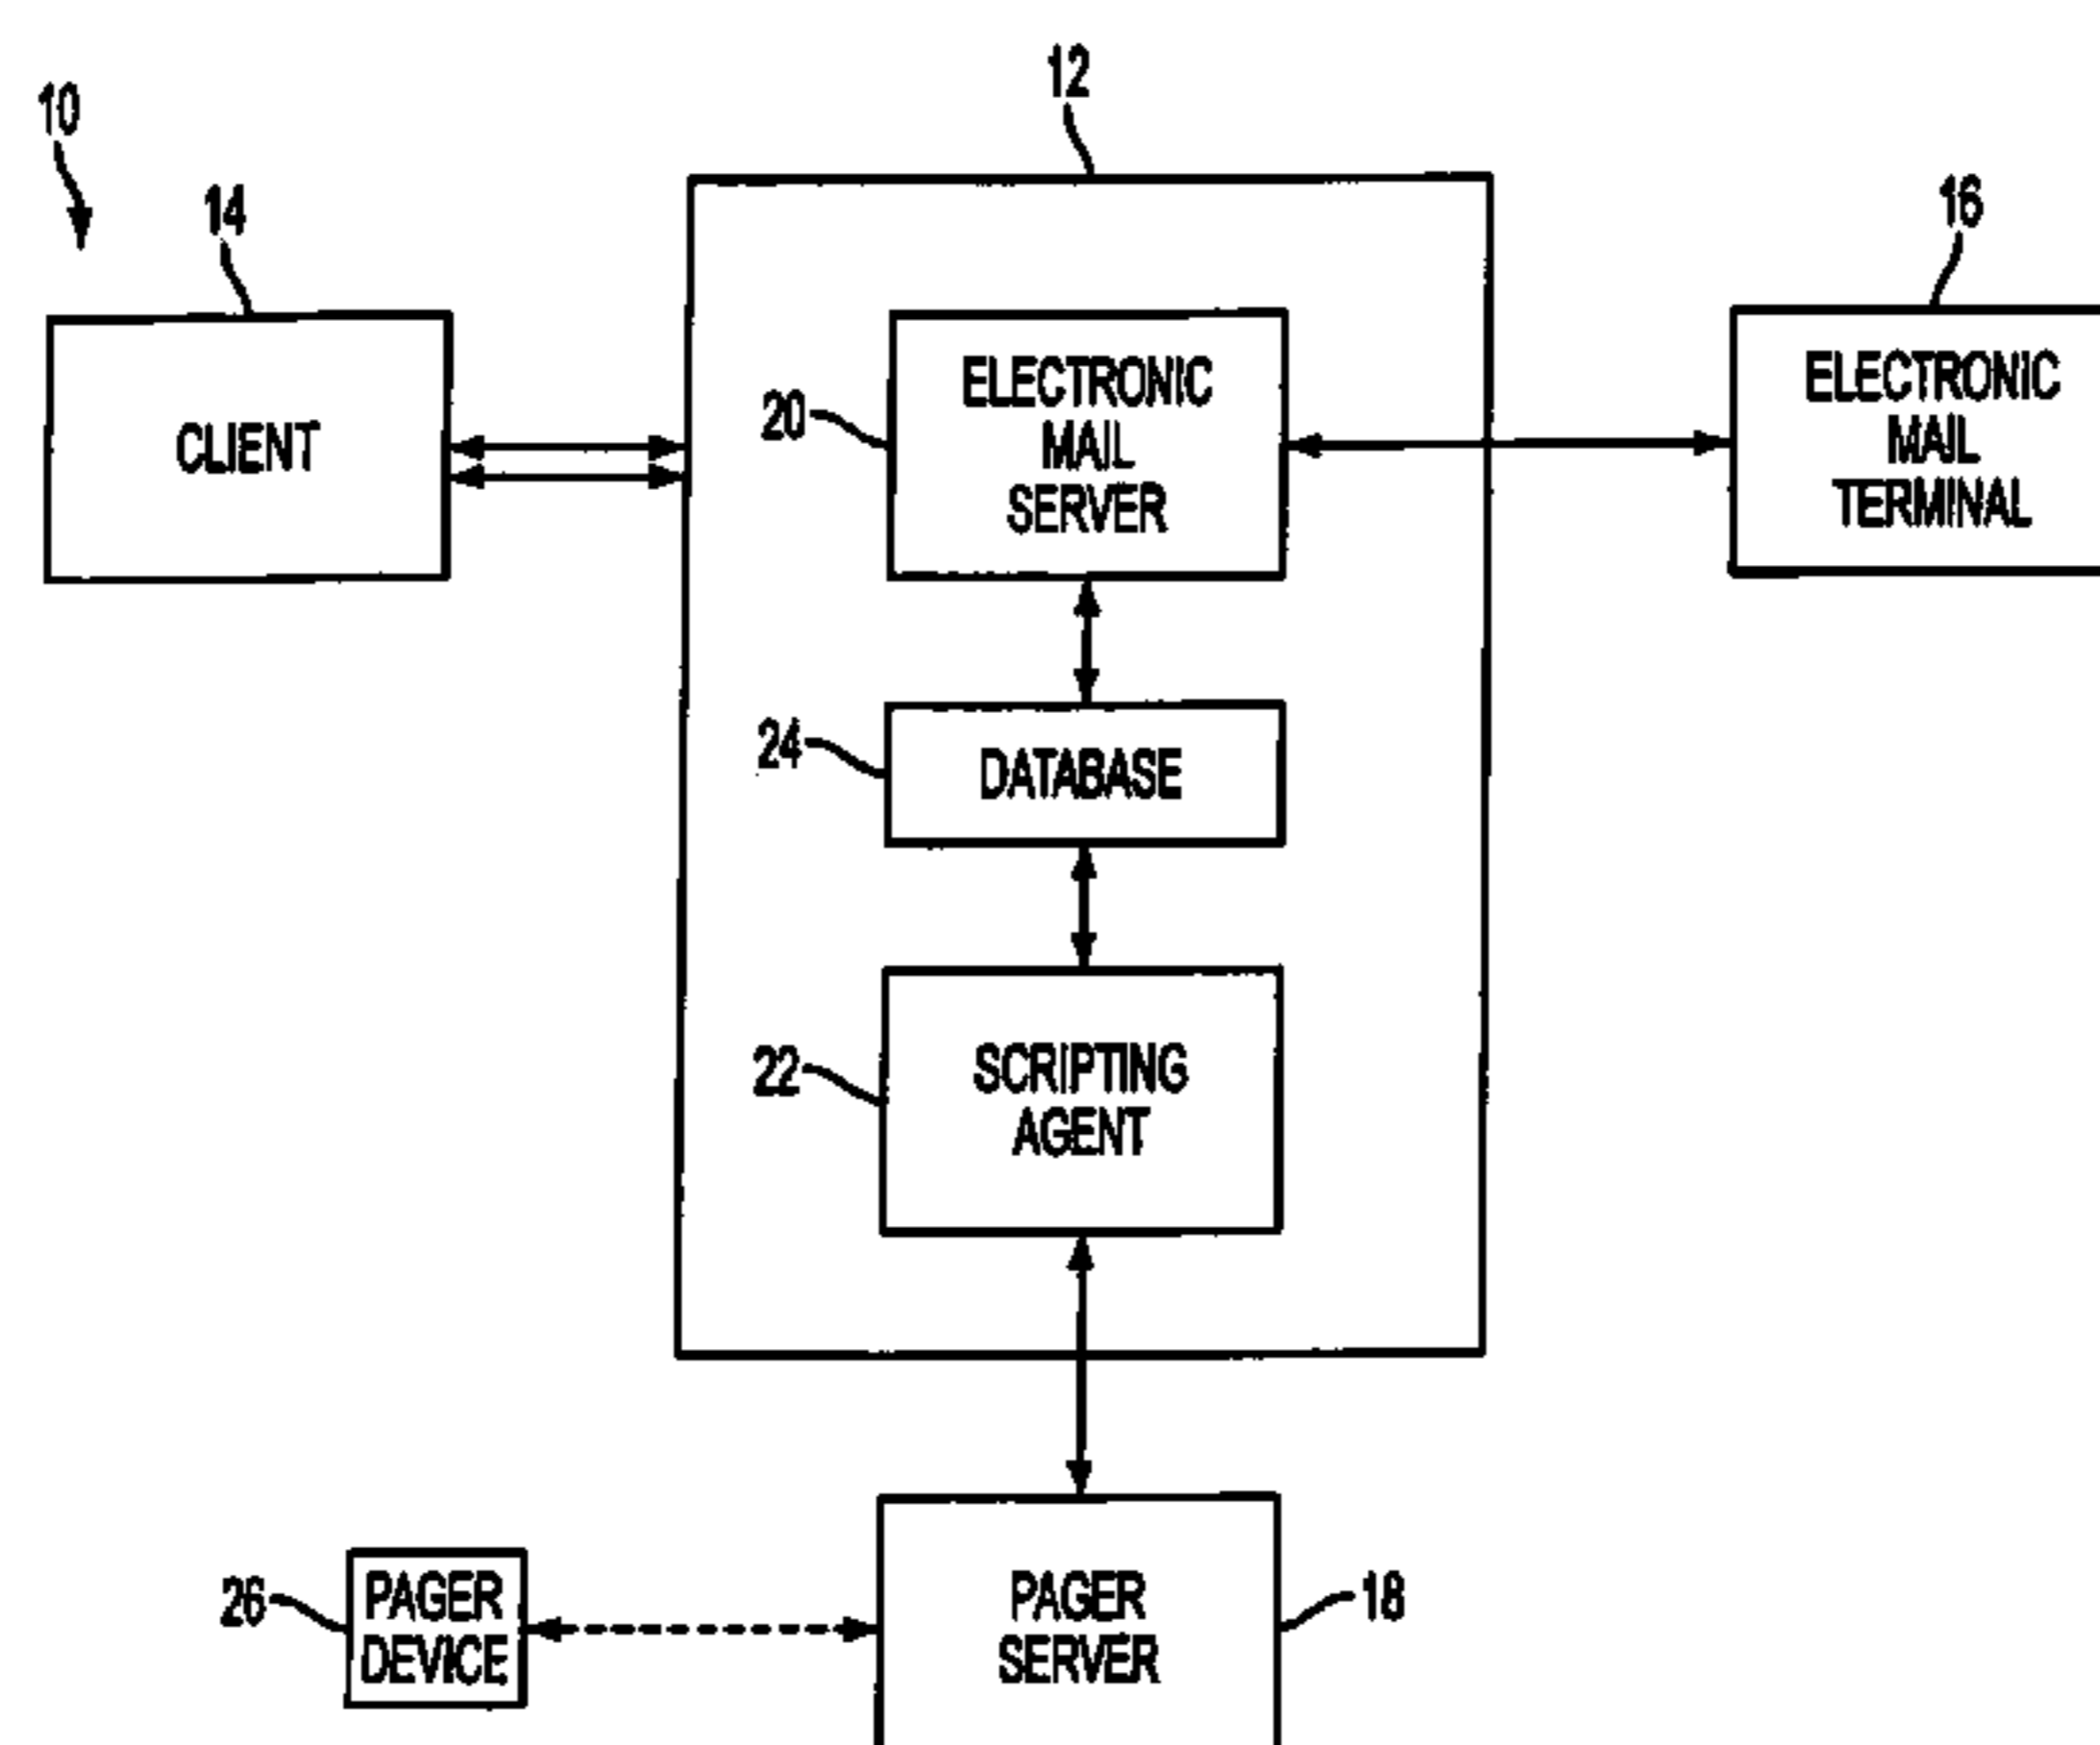 12
10
14
16
CLIENT
20
ELECTRONIC
MAIL
SERVER
ELECTRONIC
MAIL
TERMINAL
24
DATABASE
22
SCRIPTING
AGENT
26
PAGER
DEVICE
PAGER
SERVER
18